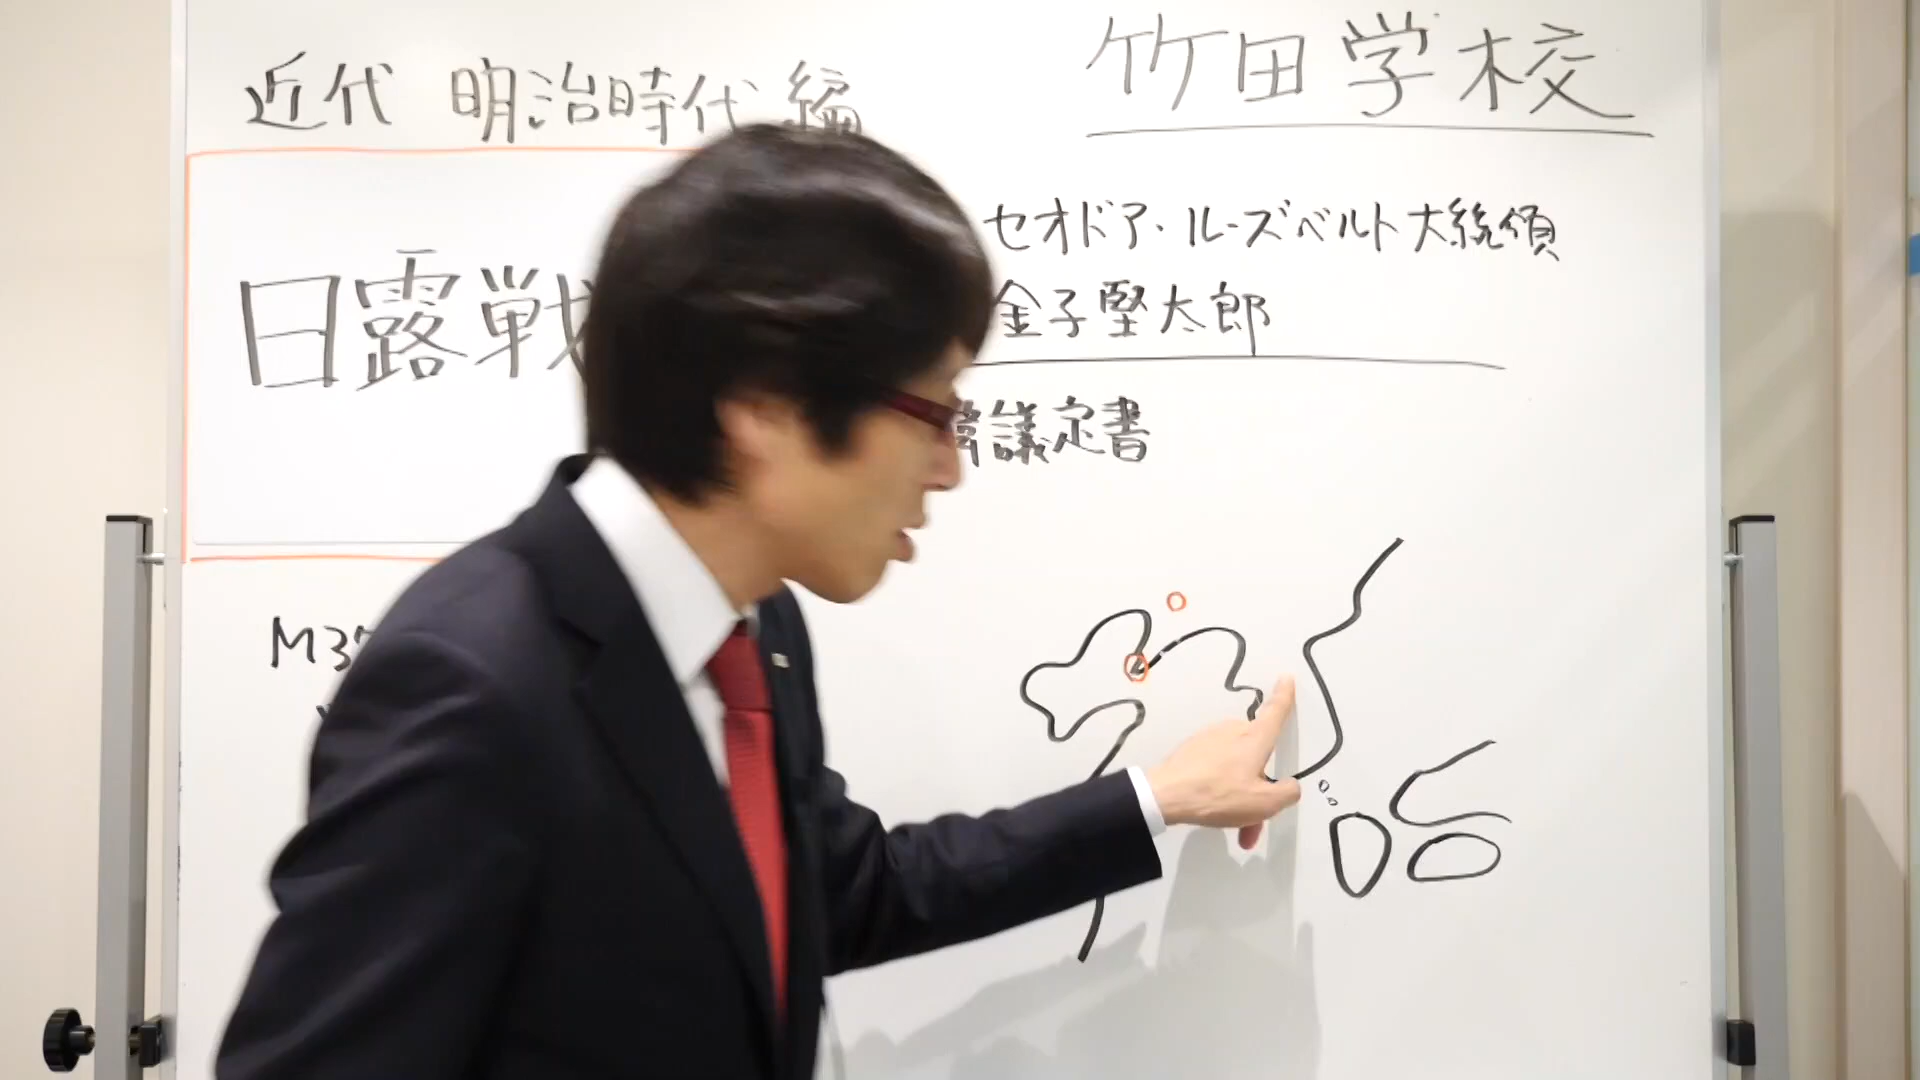 竹田学校
近代 明治時代 編
日露戦
セオドア・ルーズベルト大統領
金子堅太郎
議定書
M3